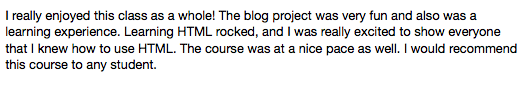 I really enjoyed this class as a whole! The blog project was very fun and also was a
learning experience. Learning HTML rocked, and I was really excited to show everyone
that I knew how to use HTML. The course was at a nice pace as well. I would recommend
this course to any student.